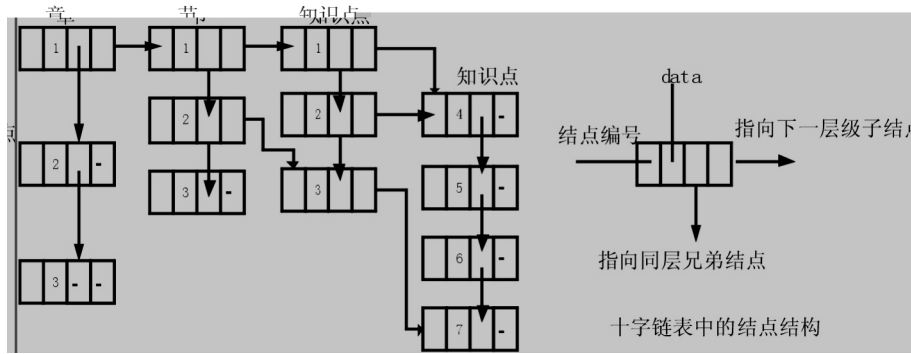 章 节 知识点
1 1 1
知识点
2 2 4 -
2 -
3 - 3 5 -
6 -
3 - -
7 -
data
结点编号 指向下一层级子结点
指向同层兄弟结点
十字链表中的结点结构
点